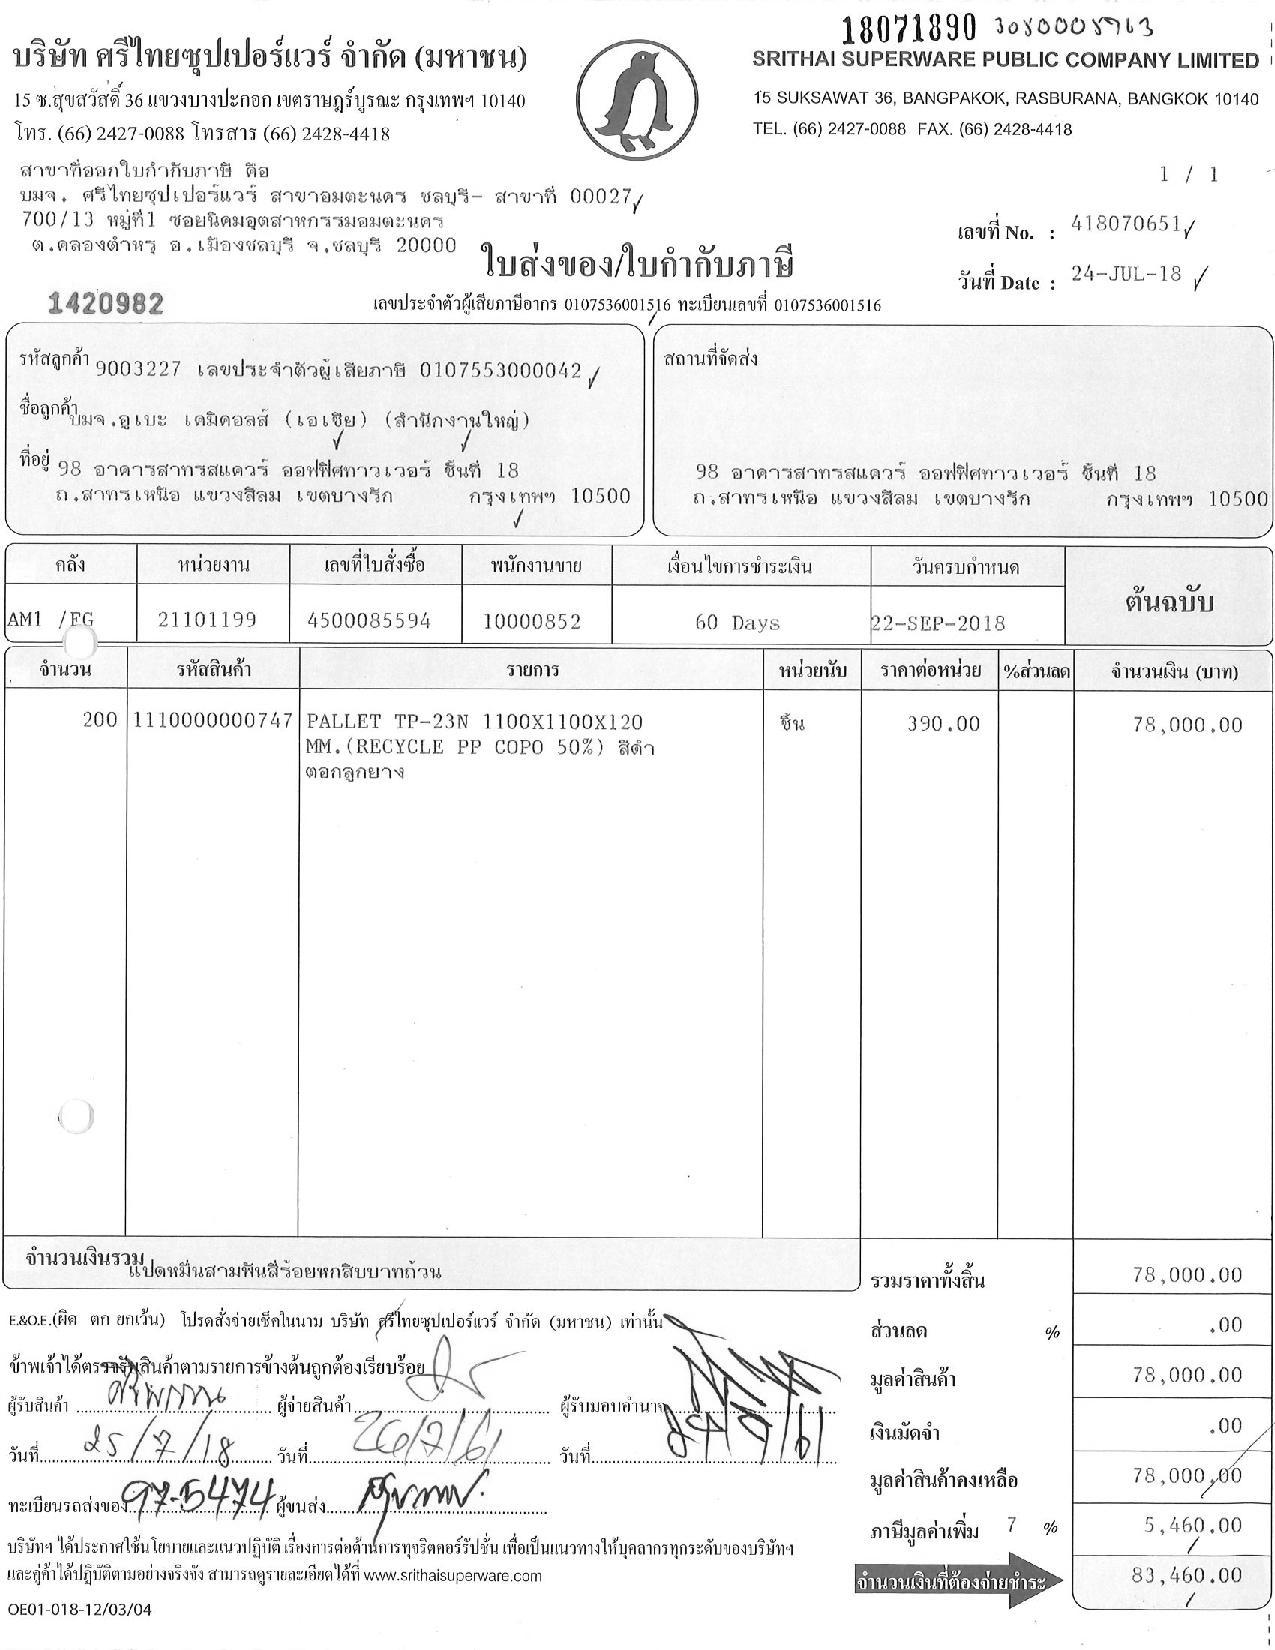 18071890 3080008963
บริษัท ศรีไทยซุปเปอร์แวร์ จำกัด (มหาชน)
SRITHAI SUPERWARE PUBLIC COMPANY LIMITED
15 ซ.สุขสวัสดิ์ 36 แขวงบางปะกอก เขตราษฎร์บูรณะ กรุงเทพฯ 10140
15 SUKSAWAT 36, BANGPAKOK, RASBURANA, BANGKOK 10140
โทร. (66) 2427-0088 โทรสาร (66) 2428-4418
TEL. (66) 2427-0088 FAX. (66) 2428-4418
สาขาที่ออกใบกำกับภาษี คือ
1 / 1
บมจ. ศรีไทยซุปเปอร์แวร์ สาขาอมตะนคร ชลบุรี- สาขาที่ 00027
700/13 หมู่ที่1 ซอยนิคมอุตสาหกรรมอมตะนคร
ต.คลองตำหรุ อ.เมืองชลบุรี จ.ชลบุรี 20000
เลขที่ No. : 418070651
ใบส่งของ/ใบกำกับภาษี
วันที่ Date : 24-JUL-18
1420982
เลขประจำตัวผู้เสียภาษีอากร 0107536001516 ทะเบียนเลขที่ 0107536001516
รหัสลูกค้า 9003227 เลขประจำตัวผู้เสียภาษี 0107553000042
สถานที่จัดส่ง
ชื่อลูกค้า บมจ.อูเบะ เคมิคอลส์ (เอเชีย) (สำนักงานใหญ่)
ที่อยู่ 98 อาคารสาทรสแควร์ ออฟฟิศทาวเวอร์ ชั้นที่ 18
ถ.สาทรเหนือ แขวงสีลม เขตบางรัก กรุงเทพฯ 10500
98 อาคารสาทรสแควร์ ออฟฟิศทาวเวอร์ ชั้นที่ 18
ถ.สาทรเหนือ แขวงสีลม เขตบางรัก กรุงเทพฯ 10500
คลัง หน่วยงาน เลขที่ใบสั่งซื้อ พนักงานขาย เงื่อนไขการชำระเงิน วันครบกำหนด
ต้นฉบับ
AM1 /FG 21101199 4500085594 10000852 60 Days 22-SEP-2018
จำนวน รหัสสินค้า รายการ หน่วยนับ ราคาต่อหน่วย %ส่วนลด จำนวนเงิน (บาท)
200 1110000000747 PALLET TP-23N 1100X1100X120 ชิ้น 390.00 78,000.00
MM.(RECYCLE PP COPO 50%) สีดำ
ตอกลูกยาง
จำนวนเงินรวม แปดหมื่นสามพันสี่ร้อยหกสิบบาทถ้วน
รวมราคาทั้งสิ้น 78,000.00
E.&O.E.(ผิด ตก ยกเว้น) โปรดสั่งจ่ายเช็คในนาม บริษัท ศรีไทยซุปเปอร์แวร์ จำกัด (มหาชน) เท่านั้น
ส่วนลด % .00
ข้าพเจ้าได้ตรวจรับสินค้าตามรายการข้างต้นถูกต้องเรียบร้อย
มูลค่าสินค้า 78,000.00
ผู้รับสินค้า ผู้จ่ายสินค้า ผู้รับมอบอำนาจ
เงินมัดจำ .00
วันที่ 25/7/18 วันที่ 26/7/61 วันที่
มูลค่าสินค้าคงเหลือ 78,000.00
ทะเบียนรถส่งของ 97-5474 ผู้ขนส่ง
ภาษีมูลค่าเพิ่ม 7 % 5,460.00
บริษัทฯ ได้ประกาศใช้นโยบายและแนวปฏิบัติ เรื่องการต่อต้านการทุจริตคอร์รัปชั่น เพื่อเป็นแนวทางให้บุคลากรทุกระดับของบริษัทฯ
และคู่ค้าได้ปฏิบัติตามอย่างจริงจัง สามารถดูรายละเอียดได้ที่ www.srithaisuperware.com
จำนวนเงินที่ต้องจ่ายชำระ 83,460.00
OE01-018-12/03/04